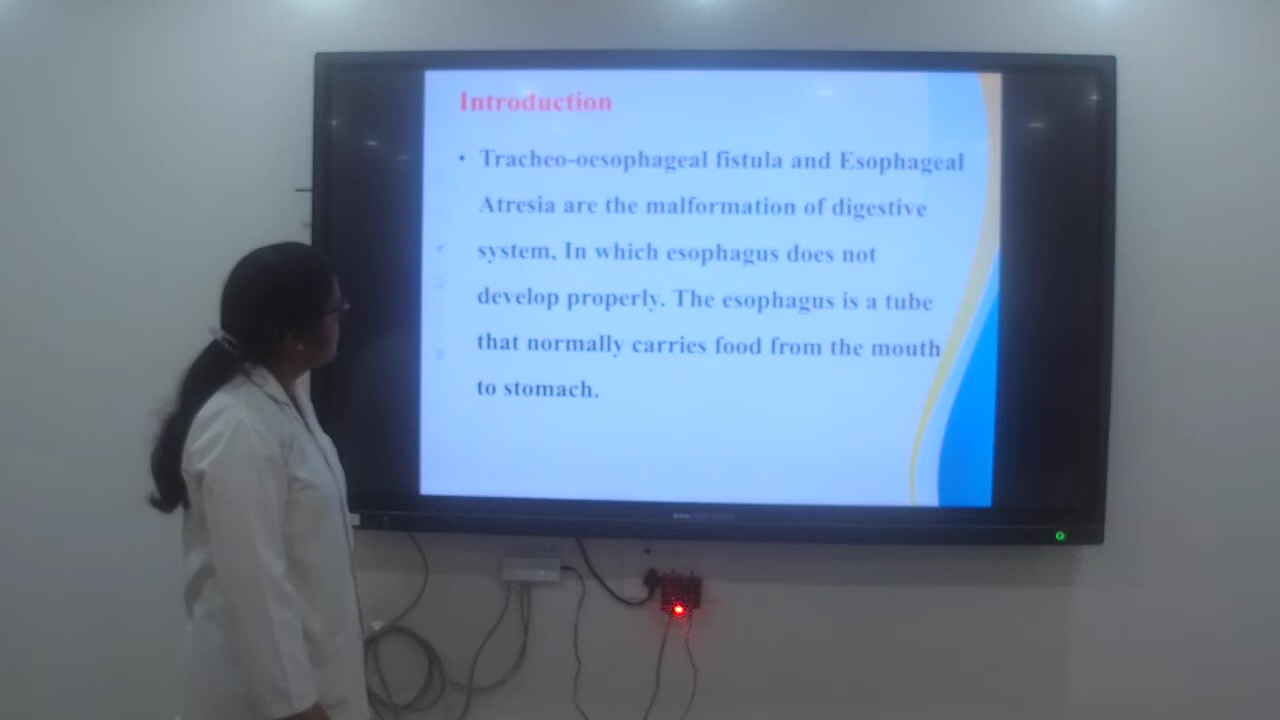 Introduction
• Tracheo-oesophageal fistula and Esophageal
Atresia are the malformation of digestive
system, In which esophagus does not
develop properly. The esophagus is a tube
that normally carries food from the mouth
to stomach.